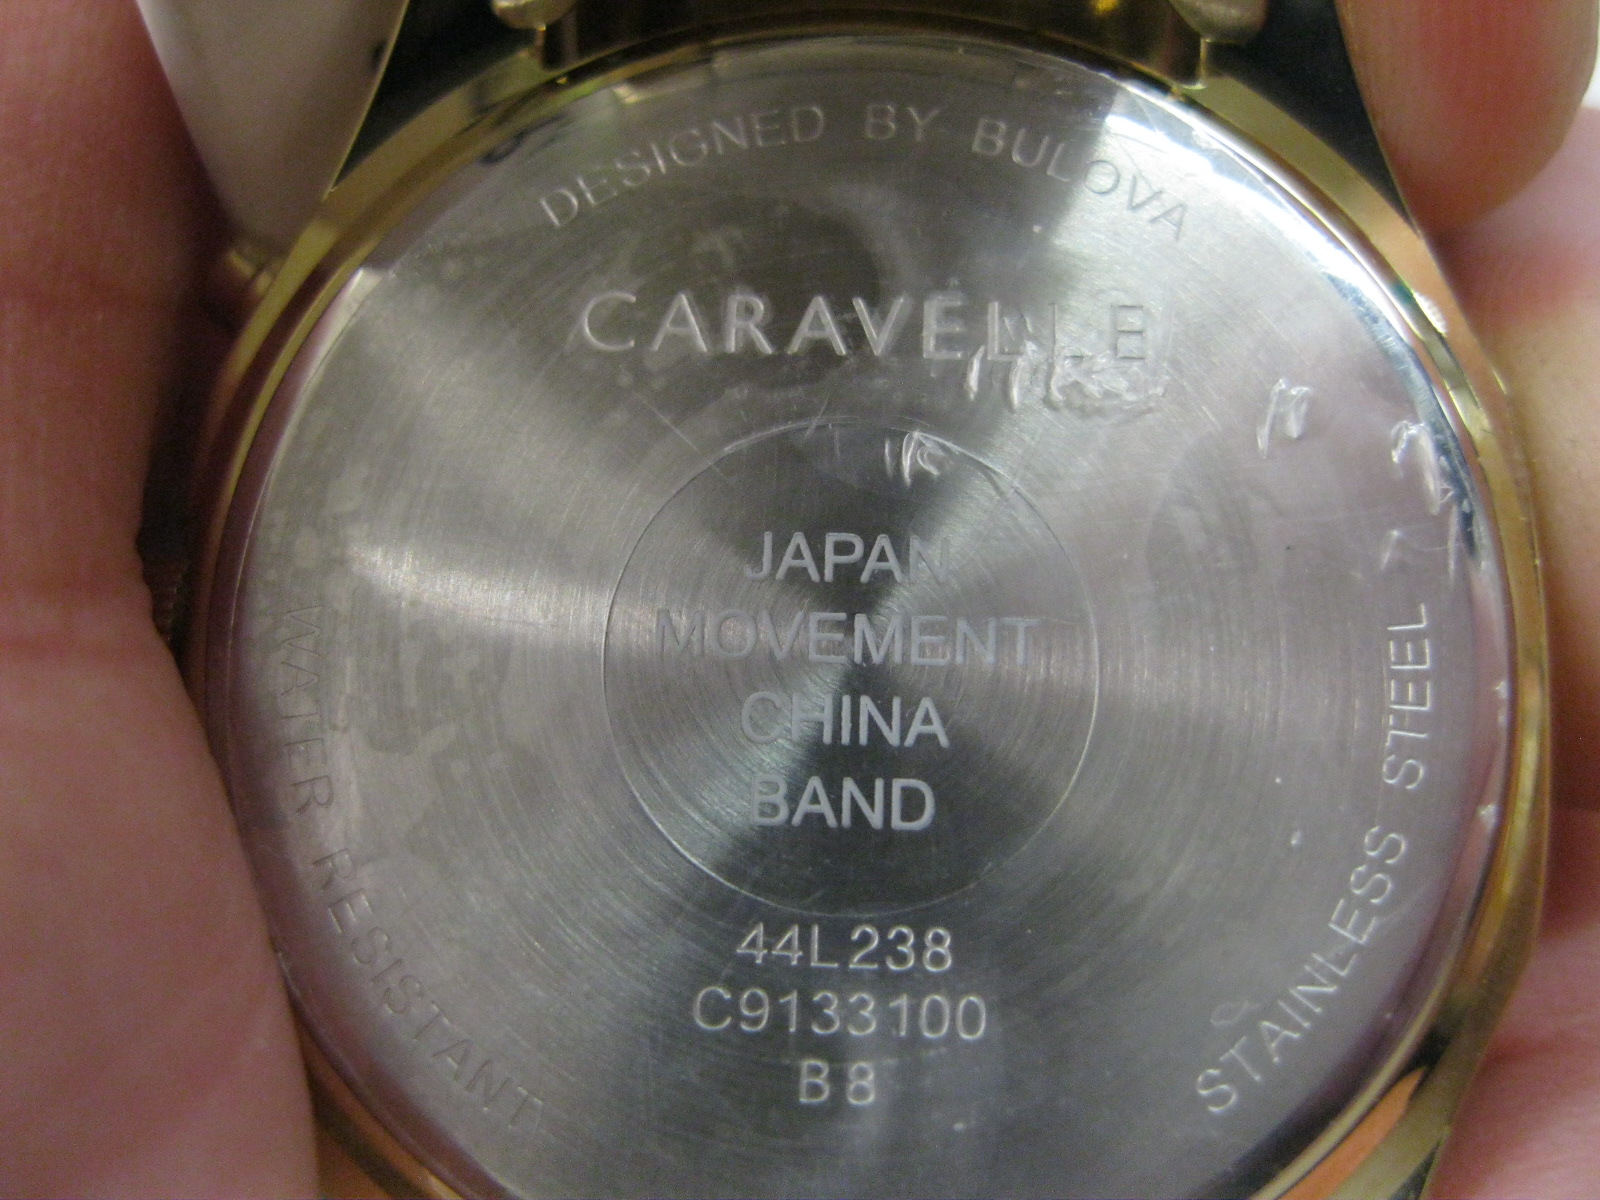 DESIGNED BY BULOVA
CARAVELLE
JAPAN
MOVEMENT
CHINA
BAND
44L238
C9133100
B8
WATER RESISTANT
STAINLESS STEEL